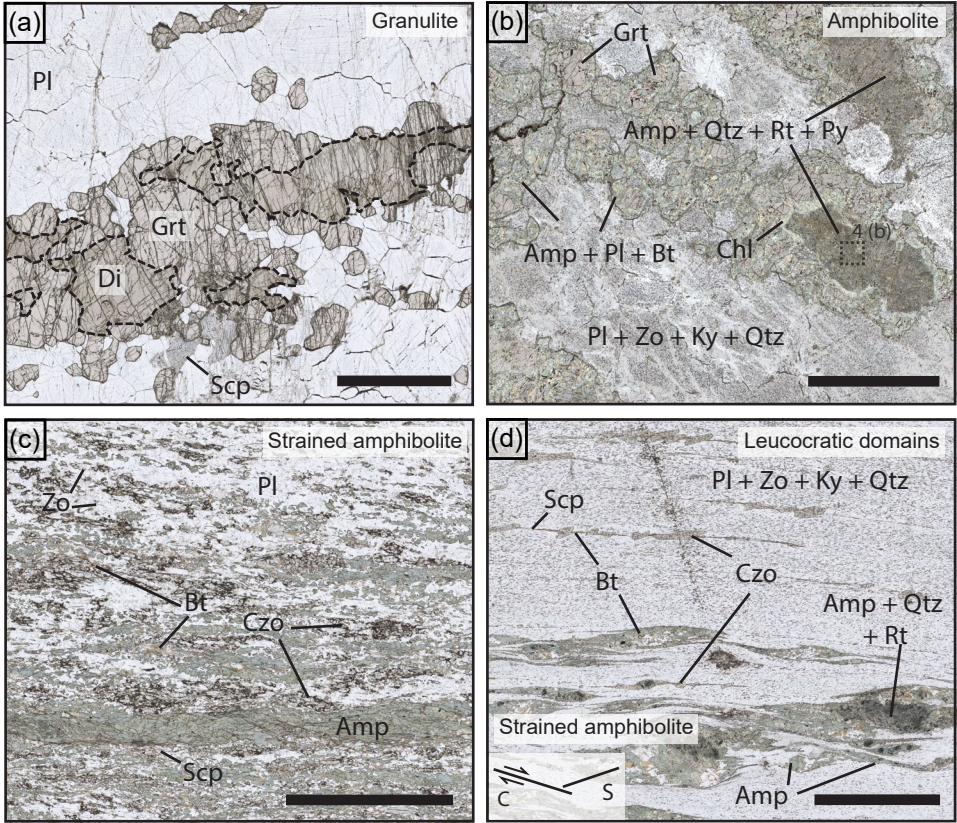 (a)
Granulite
Pl
Grt
Di
Scp
(b)
Amphibolite
Grt
Amp + Qtz + Rt + Py
Amp + Pl + Bt
Chl
4 (b)
Pl + Zo + Ky + Qtz
(c)
Strained amphibolite
Zo
Pl
Bt
Czo
Amp
Scp
(d)
Leucocratic domains
Pl + Zo + Ky + Qtz
Scp
Bt
Czo
Amp + Qtz
+ Rt
Strained amphibolite
C
S
Amp